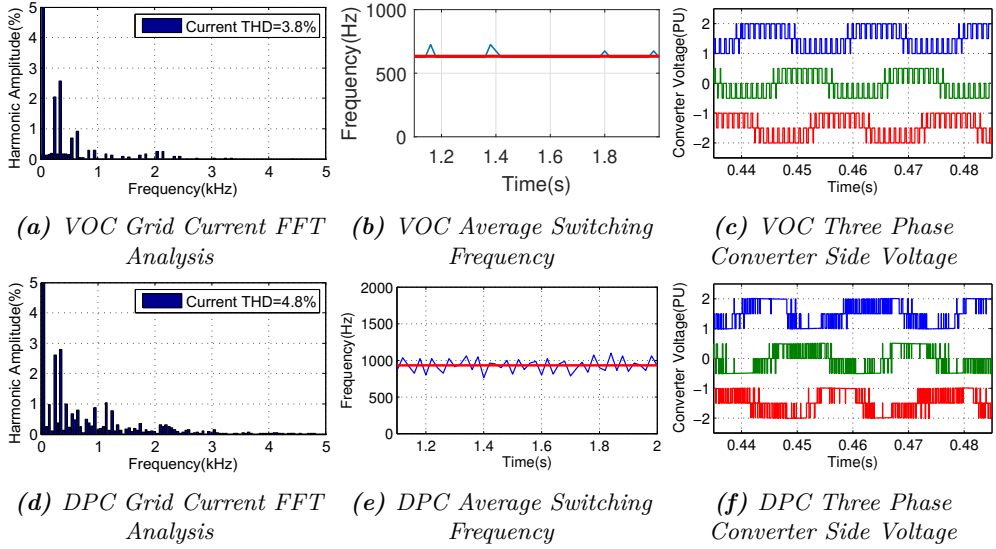 Harmonic Amplitude(%)
5
4
3
2
1
0
Current THD=3.8%
0 1 2 3 4 5
Frequency(kHz)
Frequency(Hz)
1000
500
0
1.2 1.4 1.6 1.8
Time(s)
Converter Voltage(PU)
2
1
0
−1
−2
0.44 0.45 0.46 0.47 0.48
Time(s)
(a) VOC Grid Current FFT
Analysis
(b) VOC Average Switching
Frequency
(c) VOC Three Phase
Converter Side Voltage
Harmonic Amplitude(%)
5
4
3
2
1
0
Current THD=4.8%
0 1 2 3 4 5
Frequency(kHz)
Frequency(Hz)
2000
1500
1000
500
0
1.2 1.4 1.6 1.8 2
Time(s)
Converter Voltage(PU)
2
1
0
−1
−2
0.44 0.45 0.46 0.47 0.48
Time(s)
(d) DPC Grid Current FFT
Analysis
(e) DPC Average Switching
Frequency
(f) DPC Three Phase
Converter Side Voltage